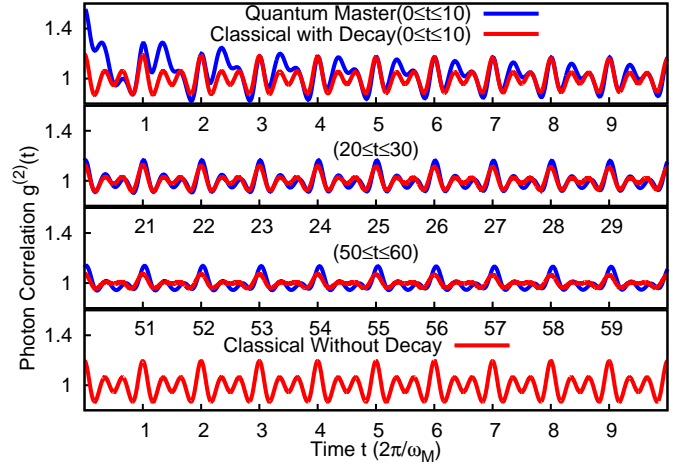 Quantum Master(0≤t≤10)
Classical with Decay(0≤t≤10)
1.4
1
1 2 3 4 5 6 7 8 9
(20≤t≤30)
1.4
1
21 22 23 24 25 26 27 28 29
(50≤t≤60)
1.4
1
51 52 53 54 55 56 57 58 59
Classical Without Decay
1.4
1
1 2 3 4 5 6 7 8 9
Time t (2π/ω_M)
Photon Correlation g^(2)(t)